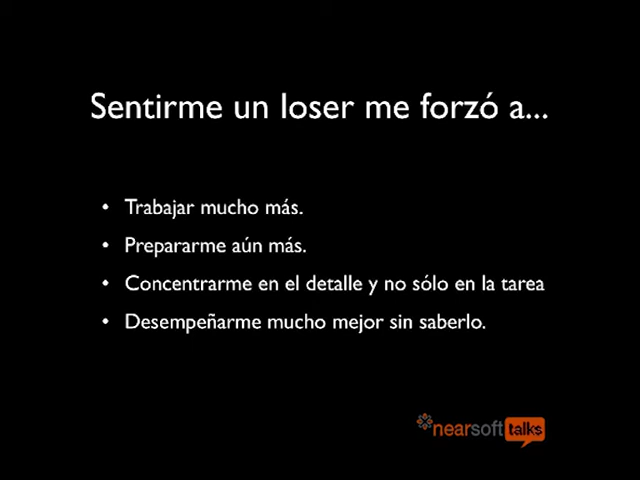 Sentirme un loser me forzó a...
• Trabajar mucho más.
• Prepararme aún más.
• Concentrarme en el detalle y no sólo en la tarea
• Desempeñarme mucho mejor sin saberlo.
nearsoft talks